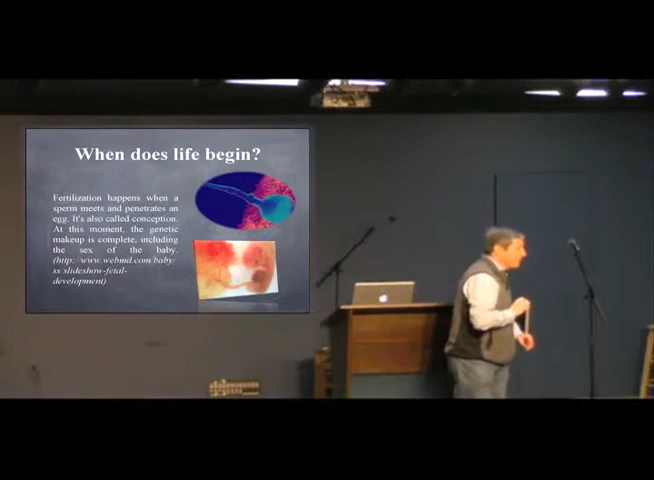 When does life begin?
Fertilization happens when a
sperm meets and penetrates an
egg. It's also called conception.
At this moment, the genetic
makeup is complete, including
the sex of the baby.
(http://www.webmd.com/baby/
ss/slideshow-fetal-
development)